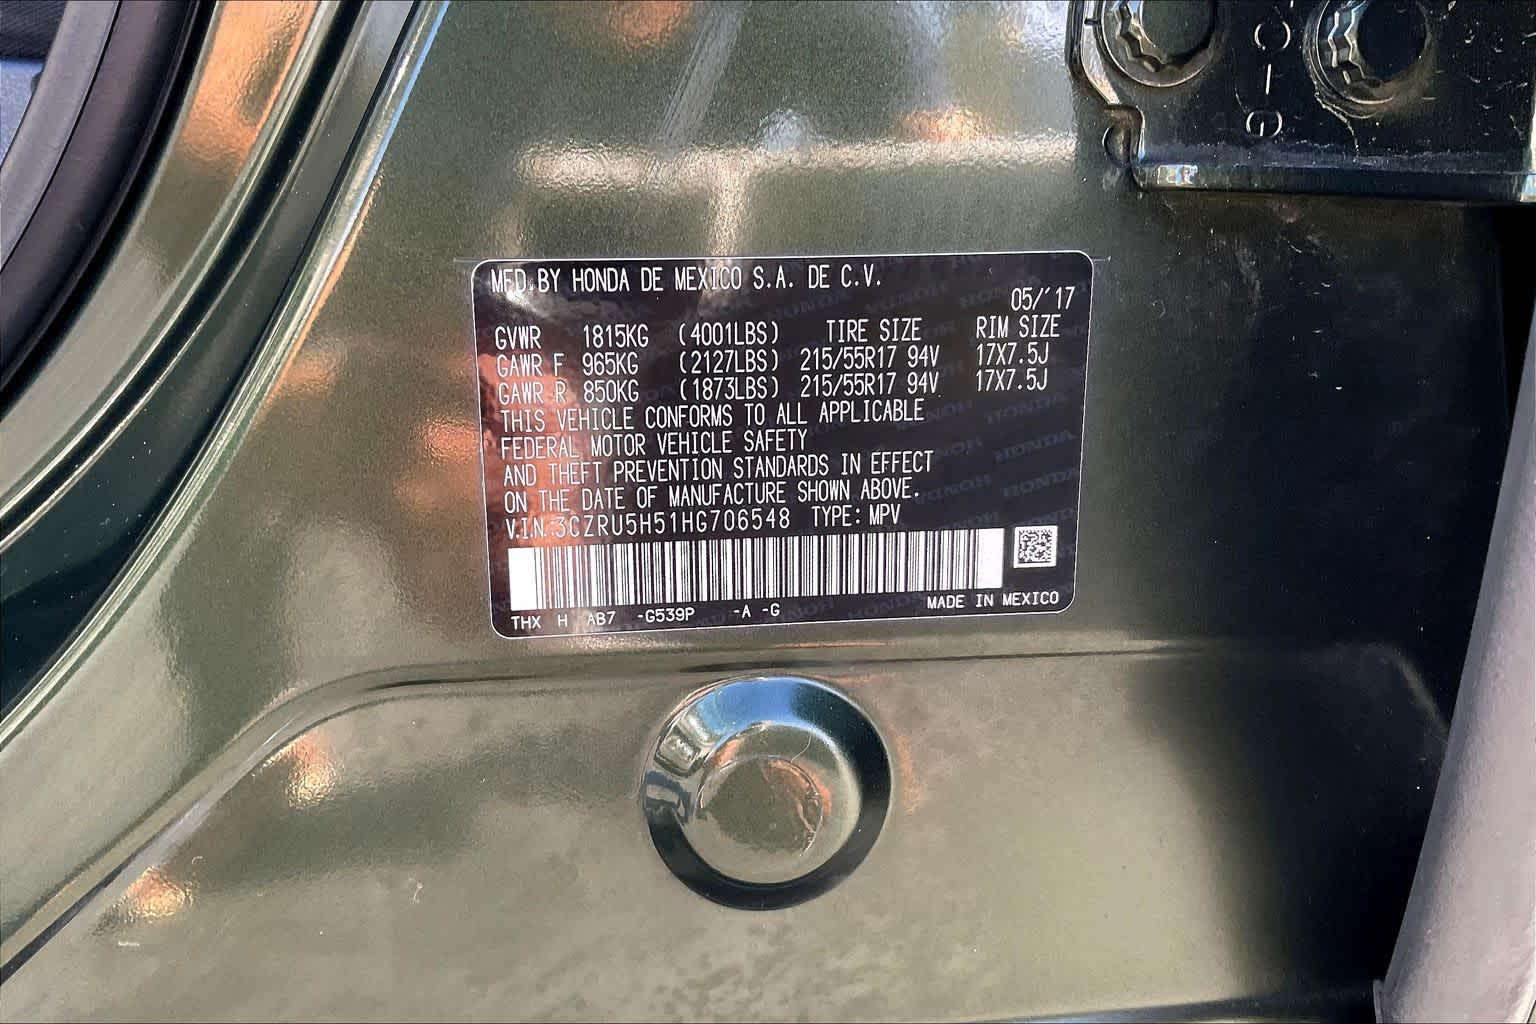 MFD. BY HONDA DE MEXICO S.A. DE C.V.
05/'17
GVWR 1815KG (4001LBS) TIRE SIZE RIM SIZE
GAWR F 965KG (2127LBS) 215/55R17 94V 17X7.5J
GAWR R 850KG (1873LBS) 215/55R17 94V 17X7.5J
THIS VEHICLE CONFORMS TO ALL APPLICABLE
FEDERAL MOTOR VEHICLE SAFETY
AND THEFT PREVENTION STANDARDS IN EFFECT
ON THE DATE OF MANUFACTURE SHOWN ABOVE.
V.I.N. 3CZRU5H51HG706548 TYPE: MPV
THX H AB7 -G539P -A -G MADE IN MEXICO